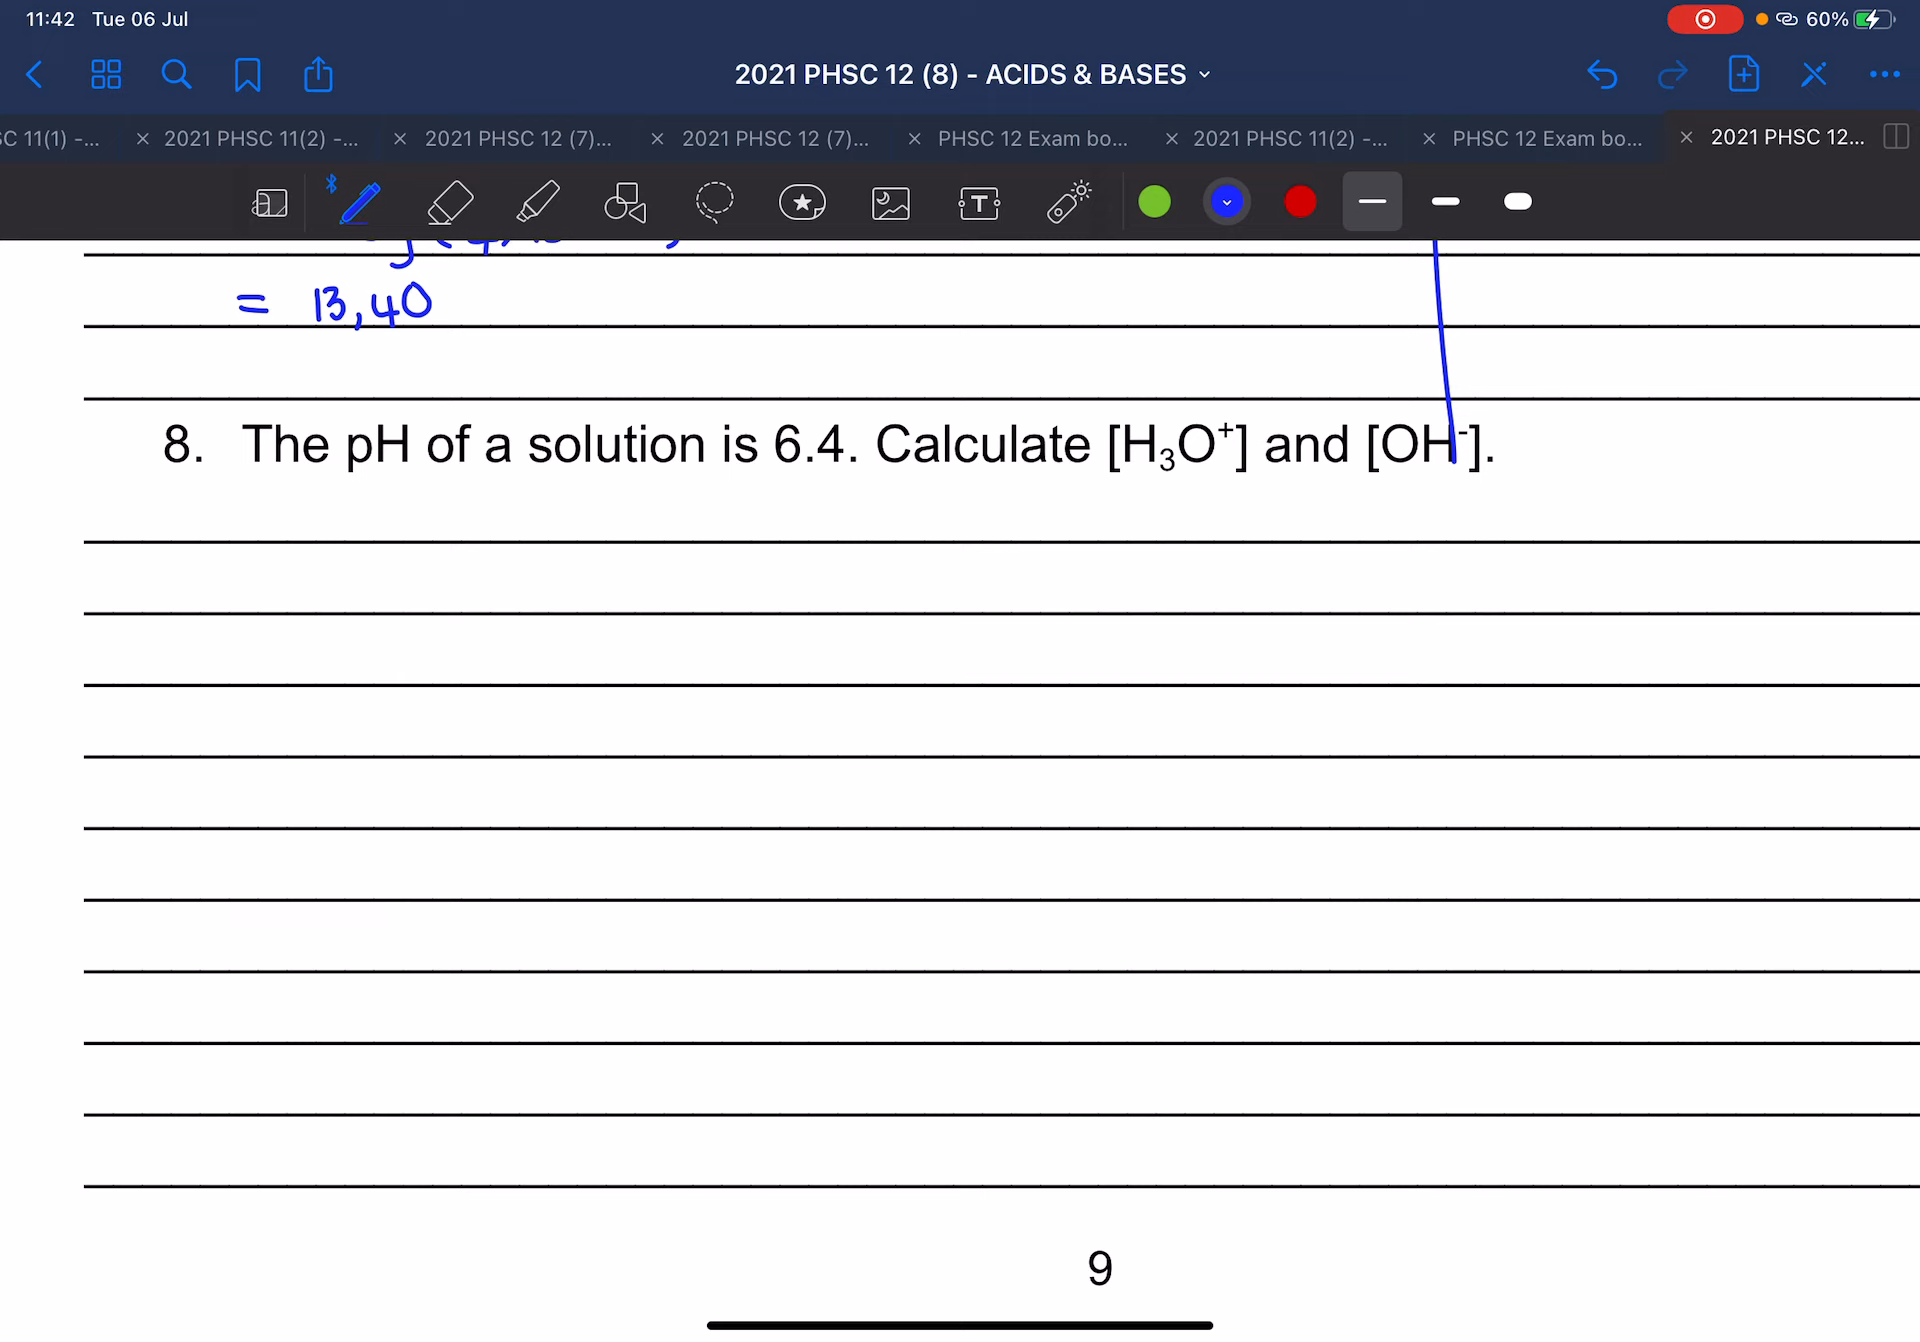 11:42 Tue 06 Jul
60%
2021 PHSC 12 (8) - ACIDS & BASES
C 11(1) -...
2021 PHSC 11(2) -...
2021 PHSC 12 (7)...
2021 PHSC 12 (7)...
PHSC 12 Exam bo...
2021 PHSC 11(2) -...
PHSC 12 Exam bo...
2021 PHSC 12...
= 13,40
8. The pH of a solution is 6.4. Calculate [H₃O⁺] and [OH⁻].
9